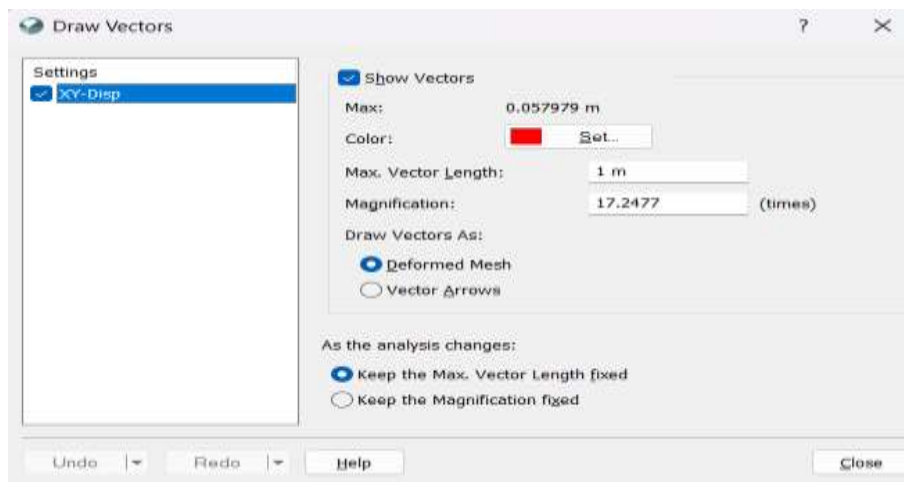 Draw Vectors
?
Settings
XY-Disp
Show Vectors
Max: 0.057979 m
Color: Set...
Max. Vector Length: 1 m
Magnification: 17.2477 (times)
Draw Vectors As:
Deformed Mesh
Vector Arrows
As the analysis changes:
Keep the Max. Vector Length fixed
Keep the Magnification fixed
Undo Redo Help Close